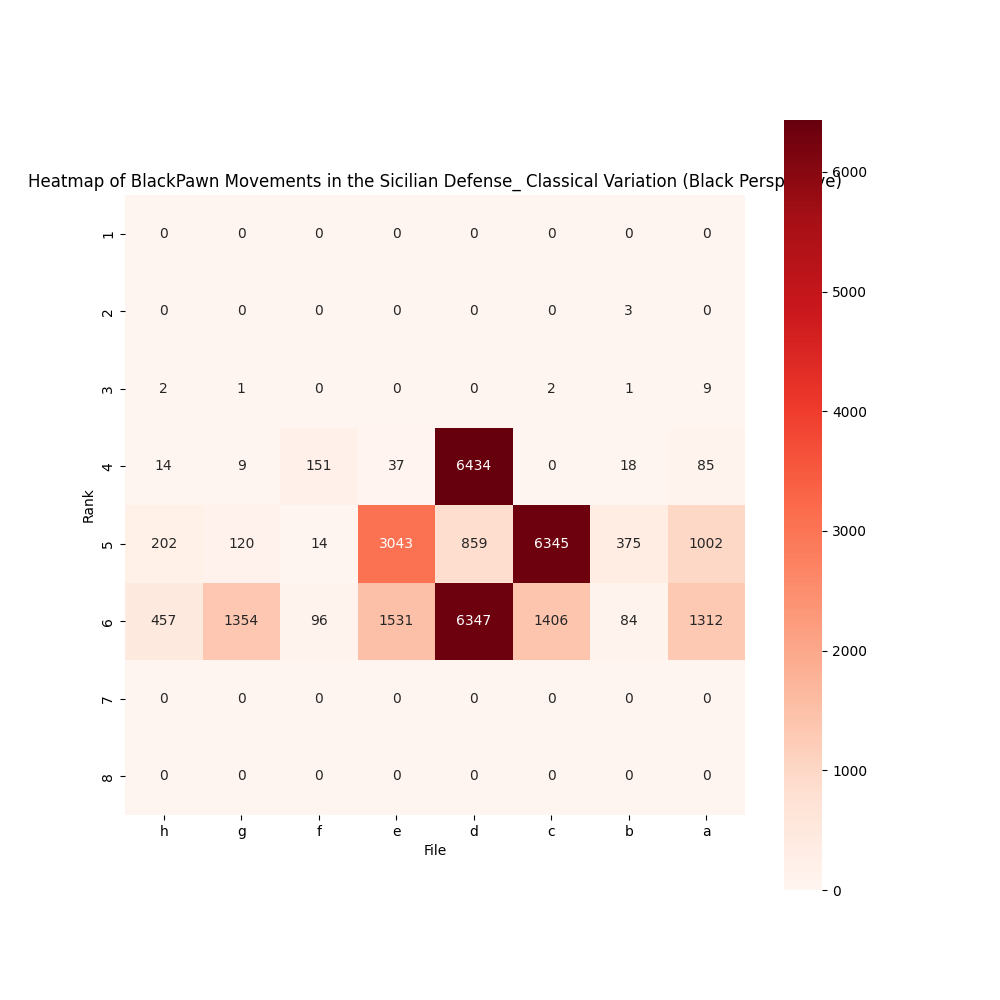 Heatmap of BlackPawn Movements in the Sicilian Defense_ Classical Variation (Black Persp ve)
6000
5000
4000
3000
2000
1000
0
Rank
1 0 0 0 0 0 0 0 0
2 0 0 0 0 0 0 3 0
3 2 1 0 0 0 2 1 9
4 14 9 151 37 6434 0 18 85
5 202 120 14 3043 859 6345 375 1002
6 457 1354 96 1531 6347 1406 84 1312
7 0 0 0 0 0 0 0 0
8 0 0 0 0 0 0 0 0
h g f e d c b a
File